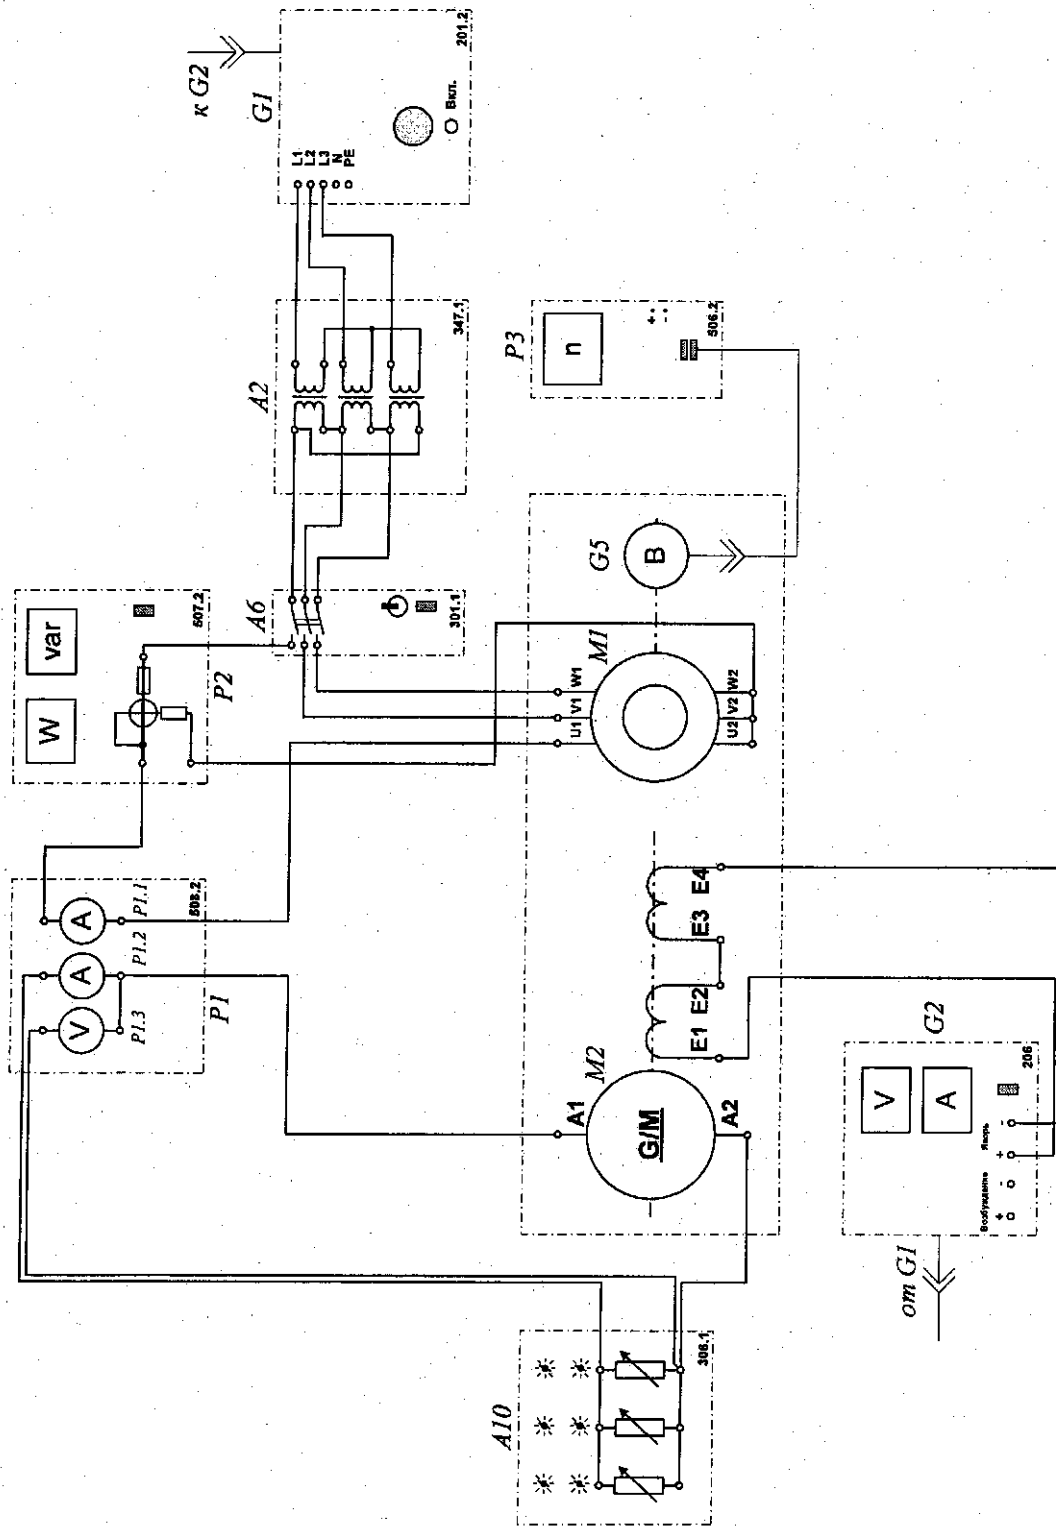 к G2
G1
201.2
Вкл.
L1
L2
L3
N
PE
A2
347.1
P3
n
+
-
506.2
A6
301.1
var
W
507.2
P2
G5
B
M1
U1 V1 W1
U2 V2 W2
A
P1.1
A
P1.2
V
P1.3
508.2
P1
M2
A1
G/M
A2
E1 E2
E3 E4
G2
V
A
206
Возбуждение
+ -
Якорь
+ -
от G1
A10
306.1